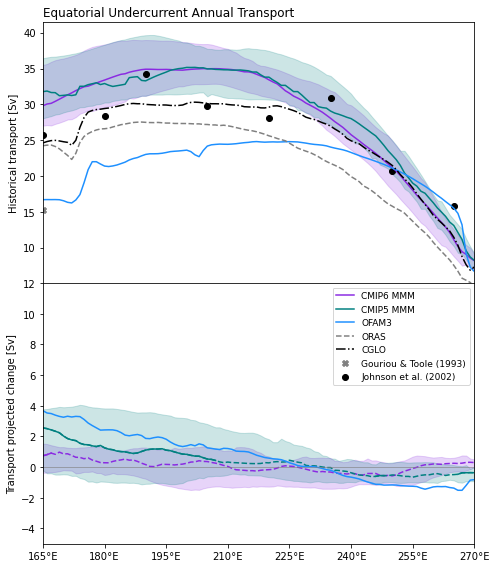 Equatorial Undercurrent Annual Transport
Historical transport [Sv]
40
35
30
25
20
15
10
Transport projected change [Sv]
12
10
8
6
4
2
0
−2
−4
CMIP6 MMM
CMIP5 MMM
OFAM3
ORAS
CGLO
Gouriou & Toole (1993)
Johnson et al. (2002)
165°E 180°E 195°E 210°E 225°E 240°E 255°E 270°E